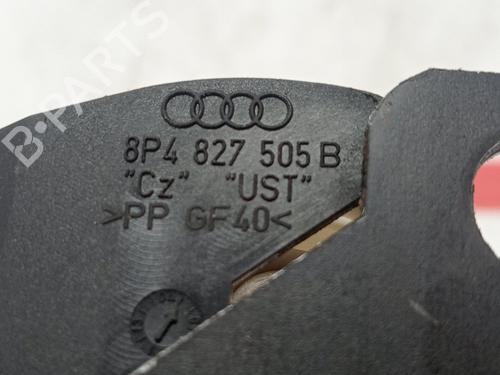 B-PARTS
8P4 827 505 B
"Cz" "UST"
>PP GF40<